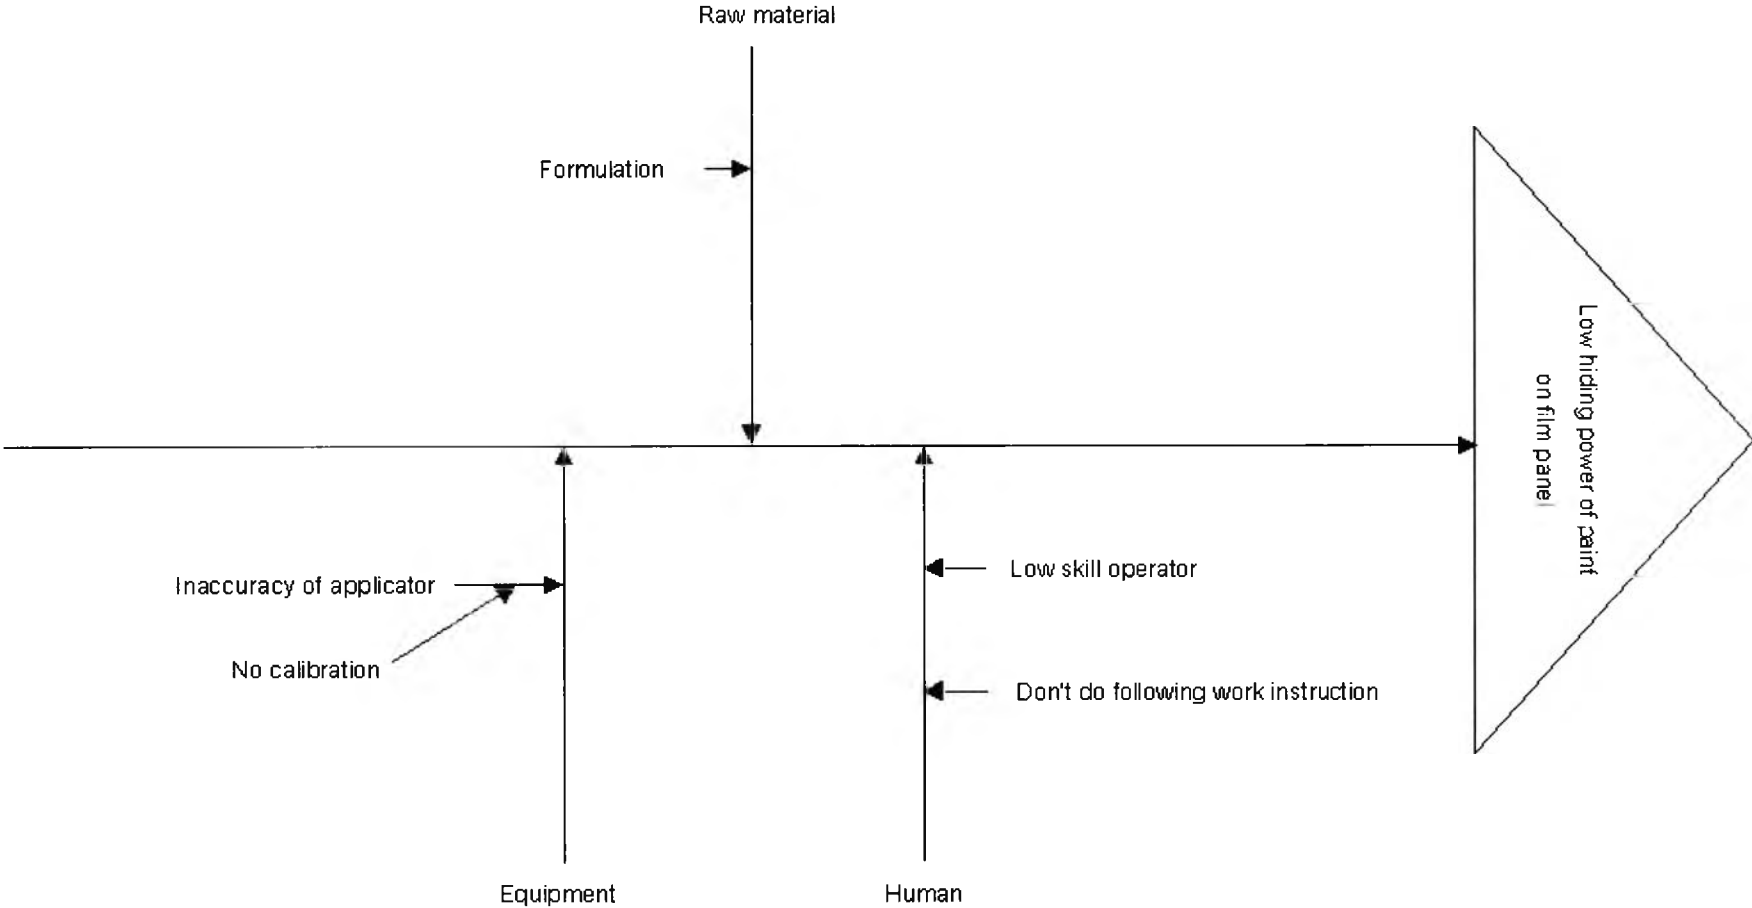 Raw material
Formulation
Low hiding power of paint
on film panel
Inaccuracy of applicator
Low skill operator
No calibration
Don't do following work instruction
Equipment
Human